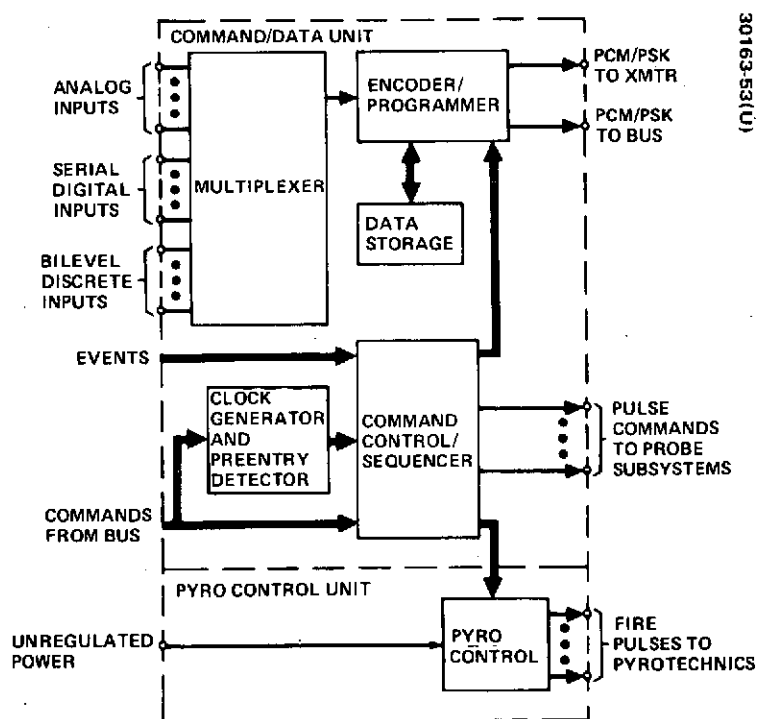 COMMAND/DATA UNIT
ANALOG
INPUTS
SERIAL
DIGITAL
INPUTS
BILEVEL
DISCRETE
INPUTS
MULTIPLEXER
ENCODER/
PROGRAMMER
DATA
STORAGE
PCM/PSK
TO XMTR
PCM/PSK
TO BUS
EVENTS
CLOCK
GENERATOR
AND
PREENTRY
DETECTOR
COMMAND
CONTROL/
SEQUENCER
PULSE
COMMANDS
TO PROBE
SUBSYSTEMS
COMMANDS
FROM BUS
PYRO CONTROL UNIT
UNREGULATED
POWER
PYRO
CONTROL
FIRE
PULSES TO
PYROTECHNICS
30163-53(U)